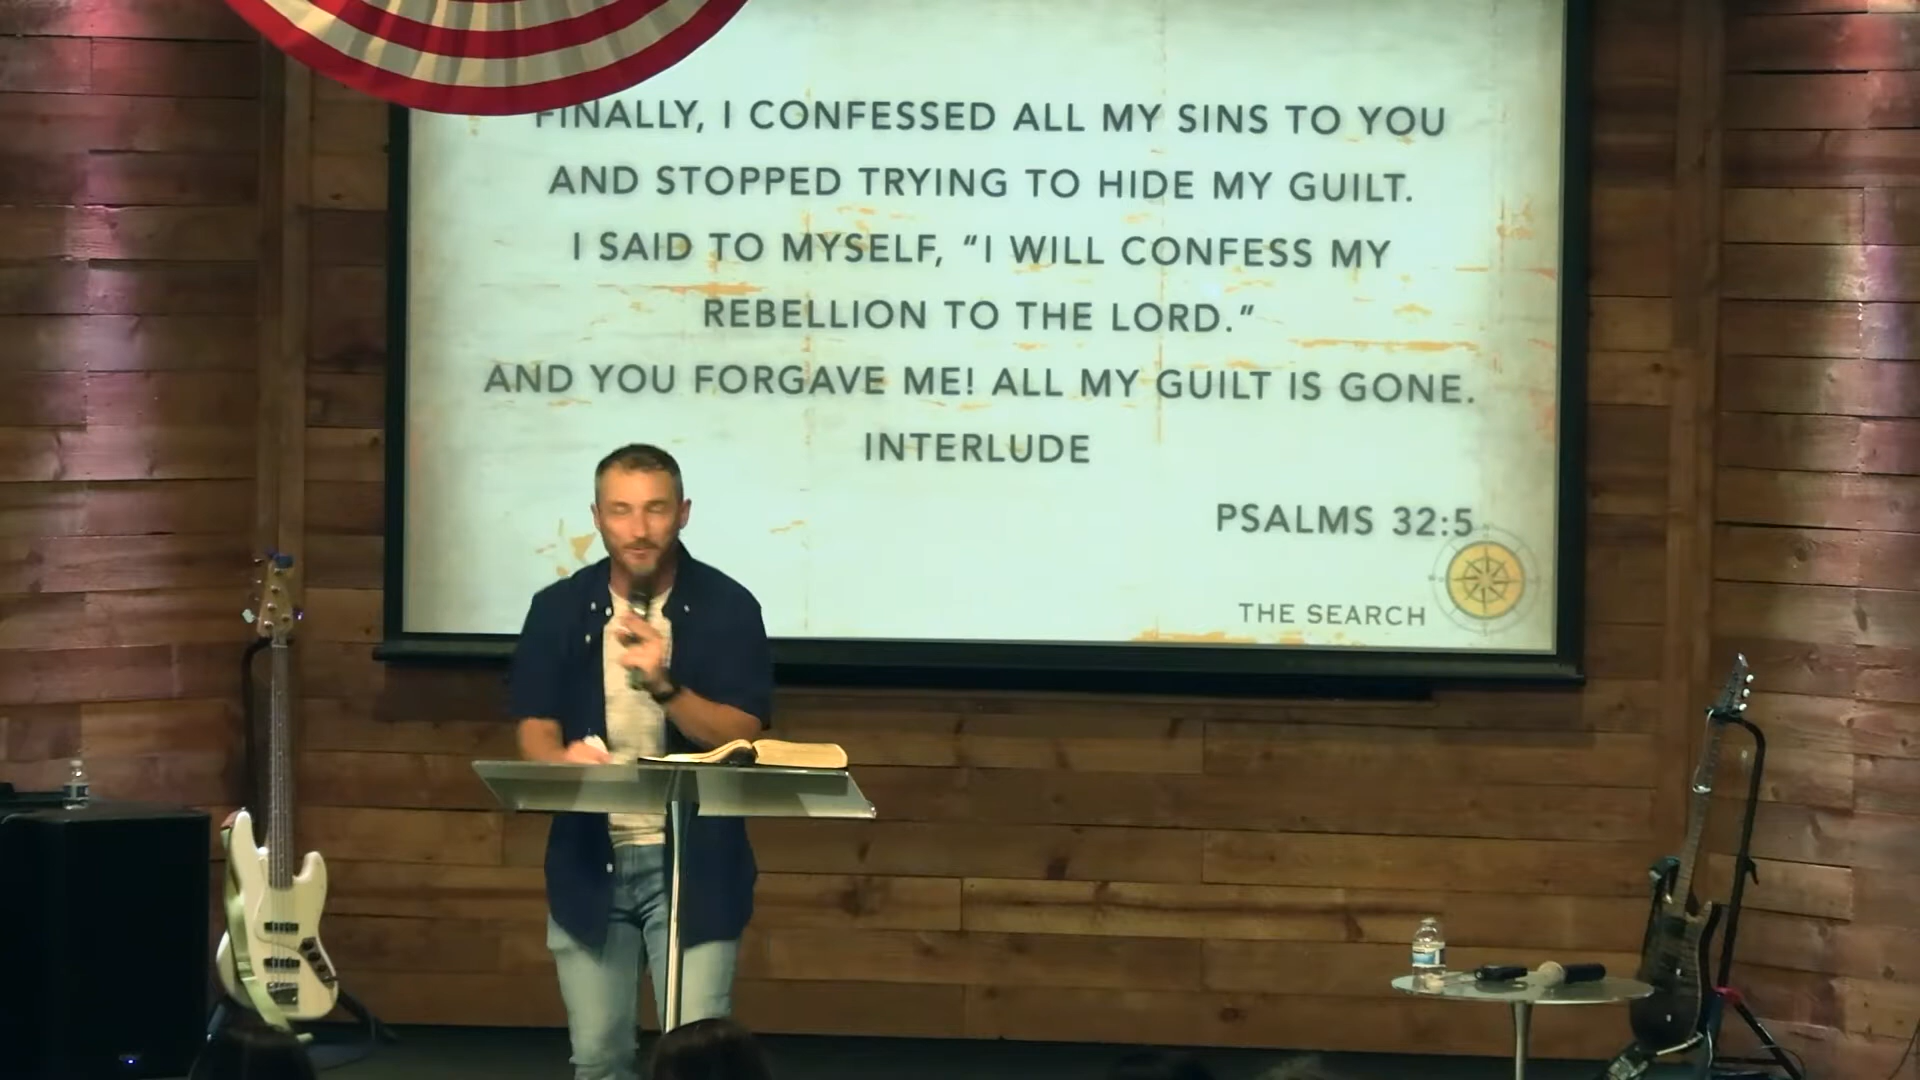 FINALLY, I CONFESSED ALL MY SINS TO YOU
AND STOPPED TRYING TO HIDE MY GUILT.
I SAID TO MYSELF, “I WILL CONFESS MY
REBELLION TO THE LORD.”
AND YOU FORGAVE ME! ALL MY GUILT IS GONE.
INTERLUDE
PSALMS 32:5
THE SEARCH